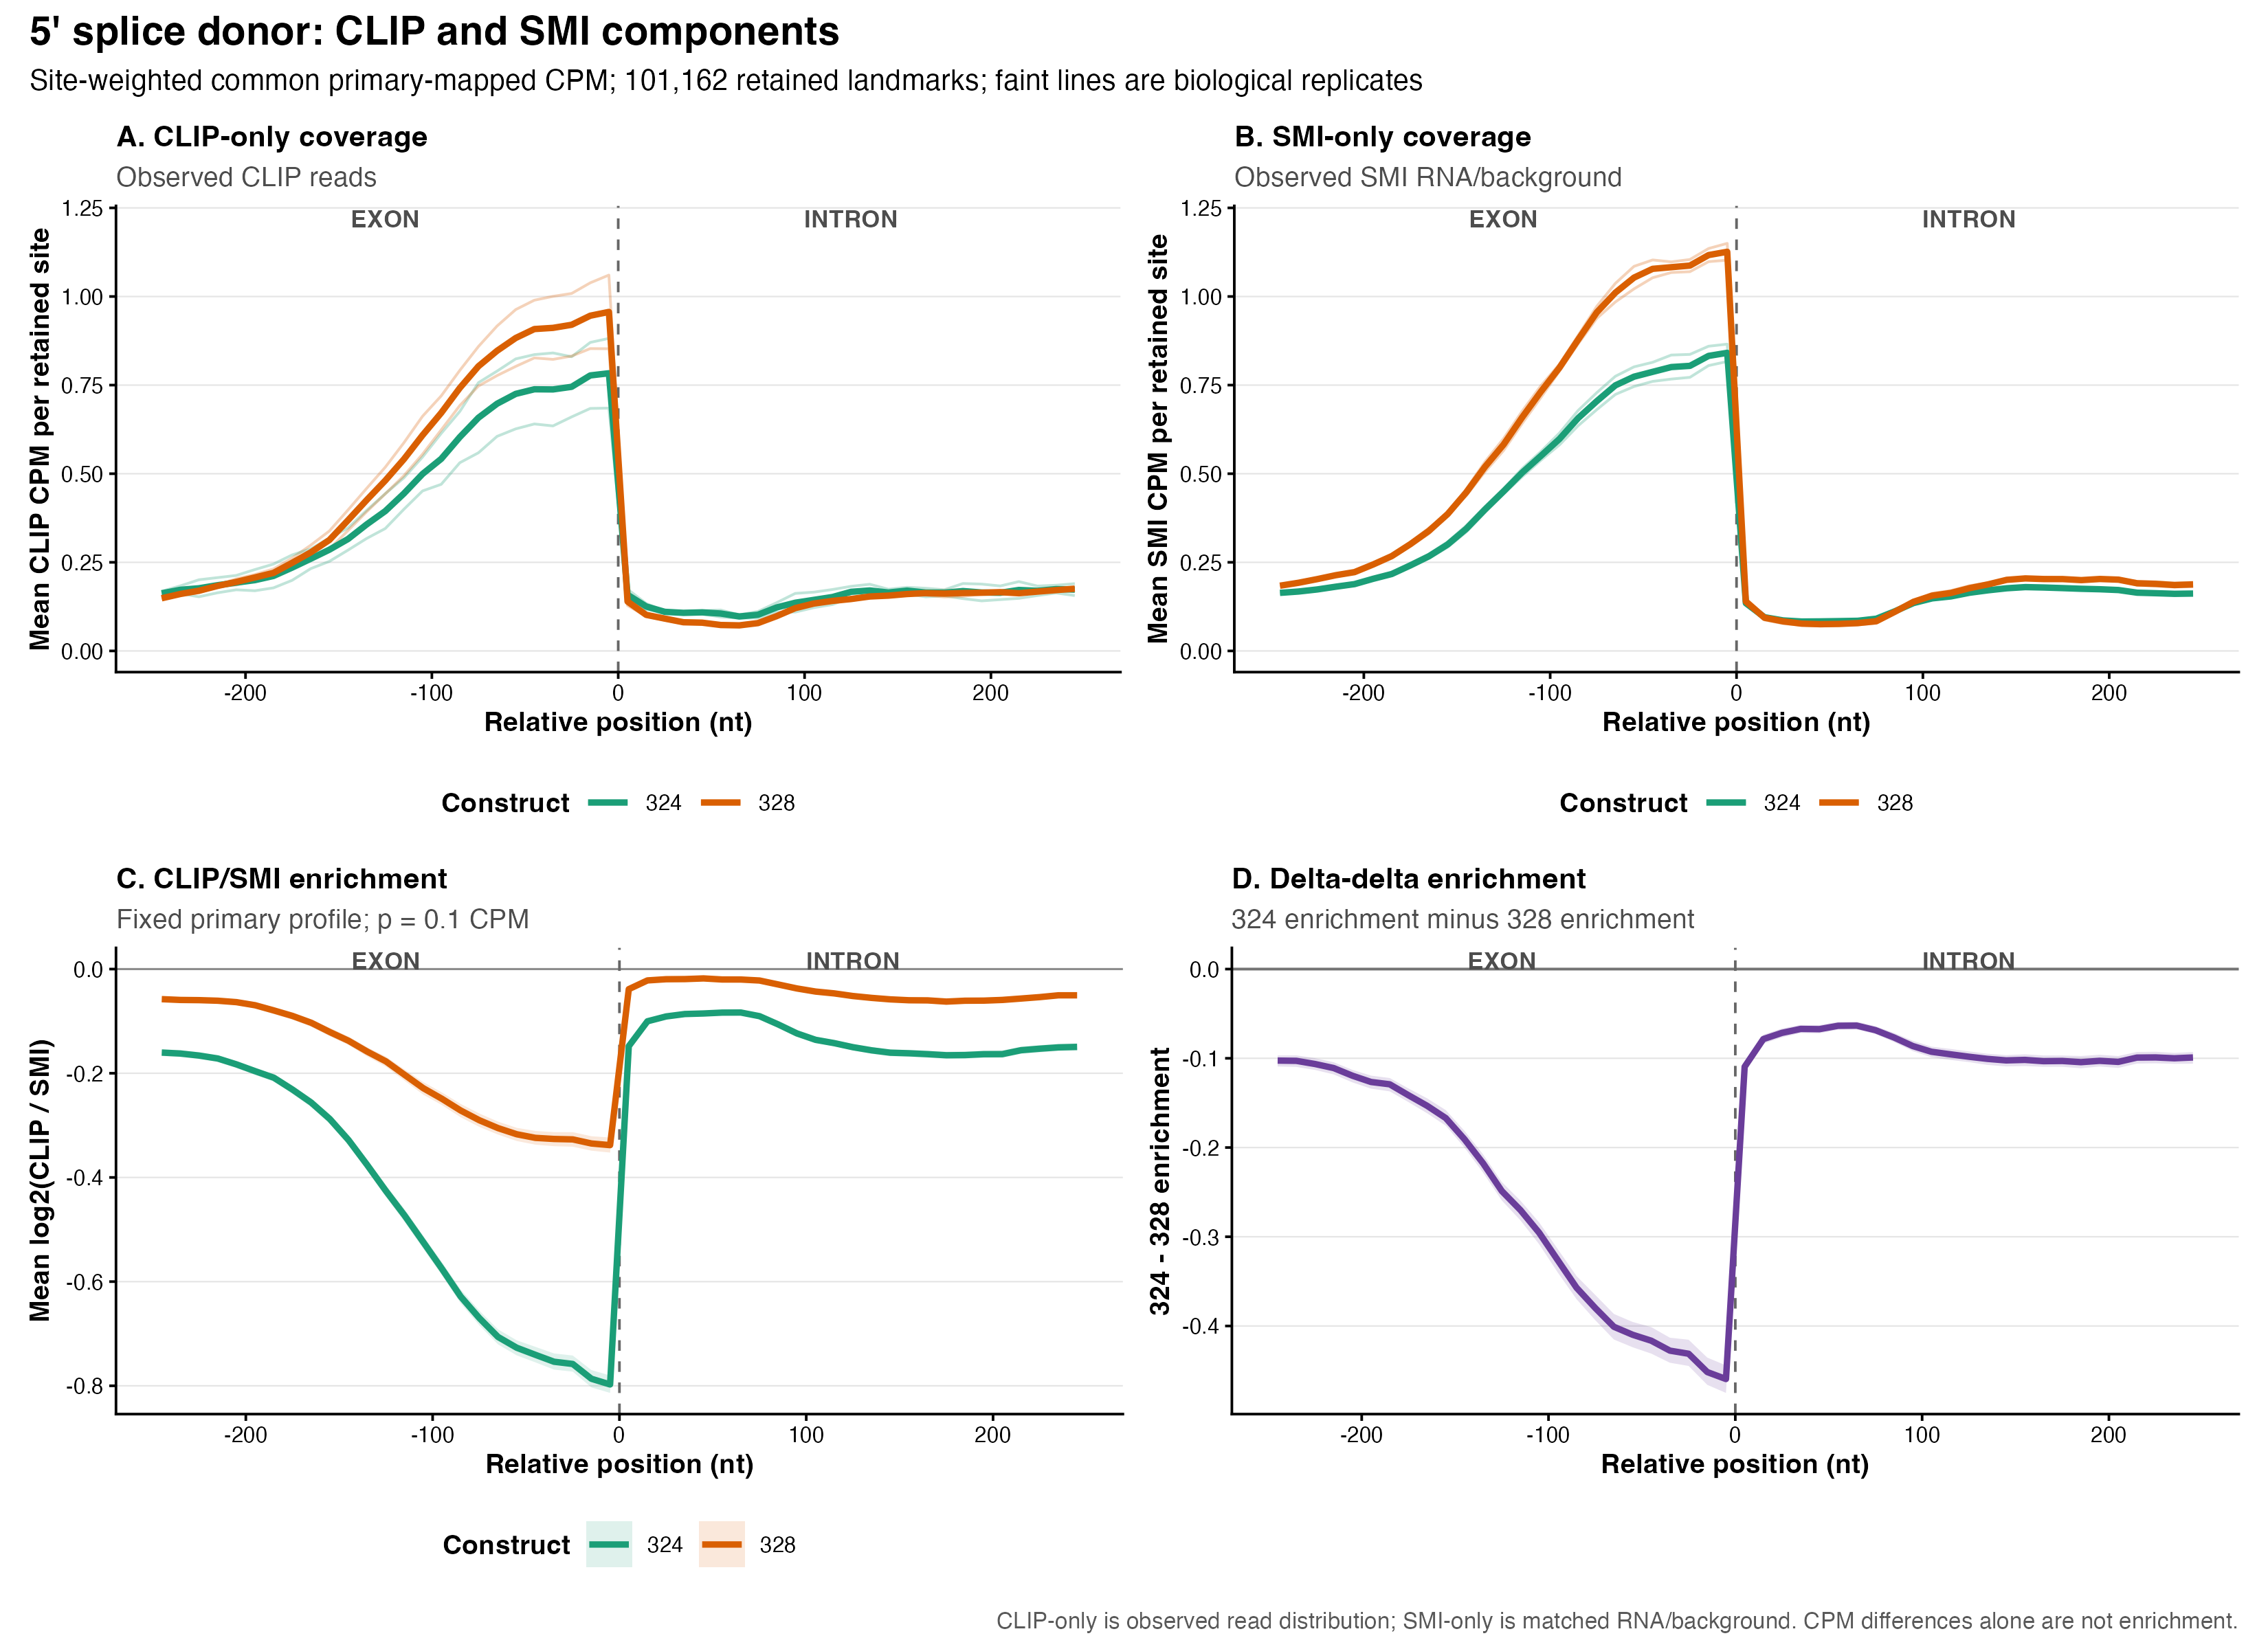 5' splice donor: CLIP and SMI components
Site-weighted common primary-mapped CPM; 101,162 retained landmarks; faint lines are biological replicates
A. CLIP-only coverage
Observed CLIP reads
EXON
INTRON
1.25
1.00
0.75
0.50
0.25
0.00
Mean CLIP CPM per retained site
-200
-100
0
100
200
Relative position (nt)
Construct 324 328
B. SMI-only coverage
Observed SMI RNA/background
EXON
INTRON
1.25
1.00
0.75
0.50
0.25
0.00
Mean SMI CPM per retained site
-200
-100
0
100
200
Relative position (nt)
Construct 324 328
C. CLIP/SMI enrichment
Fixed primary profile; p = 0.1 CPM
EXON
INTRON
0.0
-0.2
-0.4
-0.6
-0.8
Mean log2(CLIP / SMI)
-200
-100
0
100
200
Relative position (nt)
Construct 324 328
D. Delta-delta enrichment
324 enrichment minus 328 enrichment
EXON
INTRON
0.0
-0.1
-0.2
-0.3
-0.4
324 - 328 enrichment
-200
-100
0
100
200
Relative position (nt)
CLIP-only is observed read distribution; SMI-only is matched RNA/background. CPM differences alone are not enrichment.